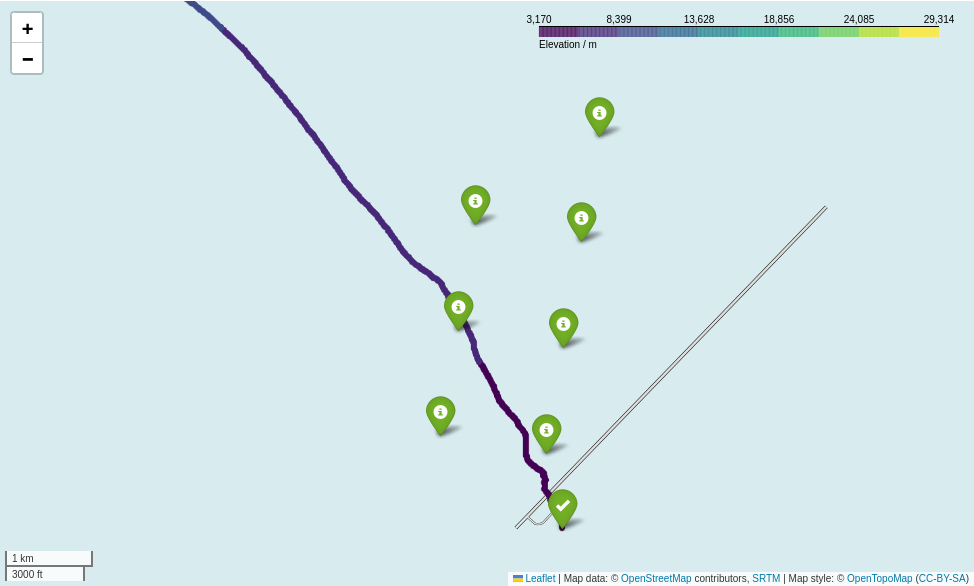 +
3,170 8,399 13,628 18,856 24,085 29,314
Elevation / m
−
1 km
3000 ft
Leaflet | Map data: © OpenStreetMap contributors, SRTM | Map style: © OpenTopoMap (CC-BY-SA)